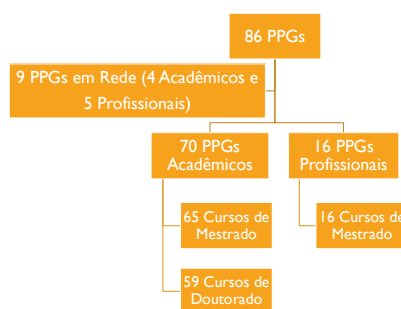 86 PPGs
9 PPGs em Rede (4 Acadêmicos e
5 Profissionais)
70 PPGs
Acadêmicos
16 PPGs
Profissionais
65 Cursos de
Mestrado
16 Cursos de
Mestrado
59 Cursos de
Doutorado